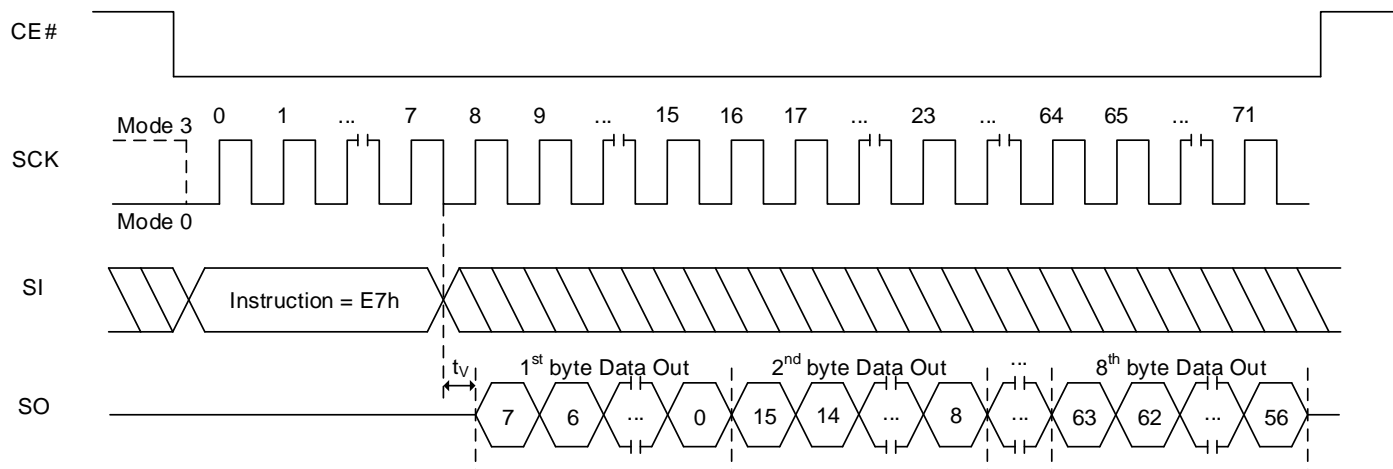 CE#
0 1 ... 7 8 9 ... 15 16 17 ... 23 ... 64 65 ... 71
Mode 3
SCK
Mode 0
SI
Instruction = E7h
tV 1st byte Data Out 2nd byte Data Out ... 8th byte Data Out
SO
7 6 ... 0 15 14 ... 8 ... 63 62 ... 56